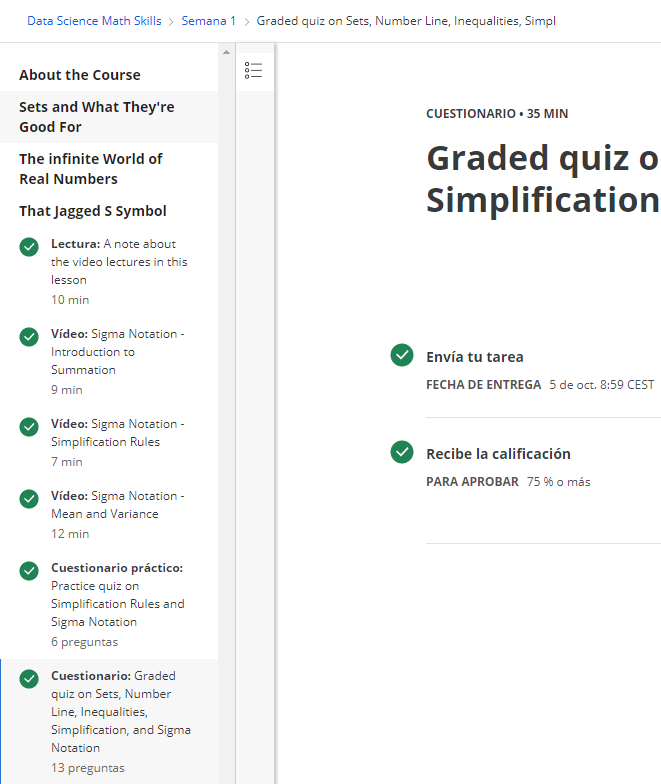 Data Science Math Skills > Semana 1 > Graded quiz on Sets, Number Line, Inequalities, Simpl
About the Course
Sets and What They're
Good For
The infinite World of
Real Numbers
That Jagged S Symbol
Lectura: A note about
the video lectures in this
lesson
10 min
Vídeo: Sigma Notation -
Introduction to
Summation
9 min
Vídeo: Sigma Notation -
Simplification Rules
7 min
Vídeo: Sigma Notation -
Mean and Variance
12 min
Cuestionario práctico:
Practice quiz on
Simplification Rules and
Sigma Notation
6 preguntas
Cuestionario: Graded
quiz on Sets, Number
Line, Inequalities,
Simplification, and Sigma
Notation
13 preguntas
CUESTIONARIO • 35 MIN
Graded quiz o
Simplification
Envía tu tarea
FECHA DE ENTREGA 5 de oct. 8:59 CEST
Recibe la calificación
PARA APROBAR 75 % o más